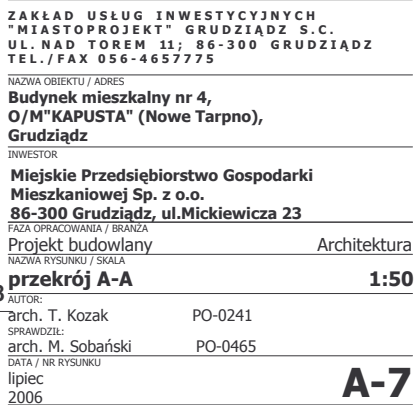 ZAKŁAD USŁUG INWESTYCYJNYCH
"MIASTOPROJEKT" GRUDZIĄDZ S.C.
UL. NAD TOREM 11; 86-300 GRUDZIĄDZ
TEL./FAX 056-4657775
NAZWA OBIEKTU / ADRES
Budynek mieszkalny nr 4,
O/M"KAPUSTA" (Nowe Tarpno),
Grudziądz
INWESTOR
Miejskie Przedsiębiorstwo Gospodarki
Mieszkaniowej Sp. z o.o.
86-300 Grudziądz, ul.Mickiewicza 23
FAZA OPRACOWANIA / BRANŻA
Projekt budowlany Architektura
NAZWA RYSUNKU / SKALA
przekrój A-A 1:50
AUTOR:
arch. T. Kozak PO-0241
SPRAWDZIŁ:
arch. M. Sobański PO-0465
DATA / NR RYSUNKU
lipiec
2006 A-7